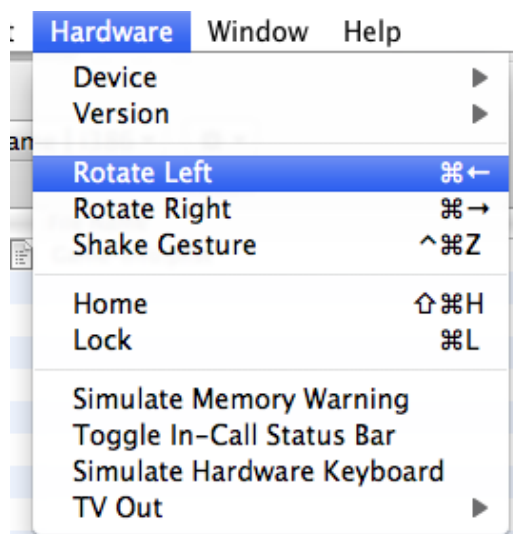 Hardware Window Help
Device ▶
Version ▶
Rotate Left ⌘←
Rotate Right ⌘→
Shake Gesture ^⌘Z
Home ⇧⌘H
Lock ⌘L
Simulate Memory Warning
Toggle In-Call Status Bar
Simulate Hardware Keyboard
TV Out ▶